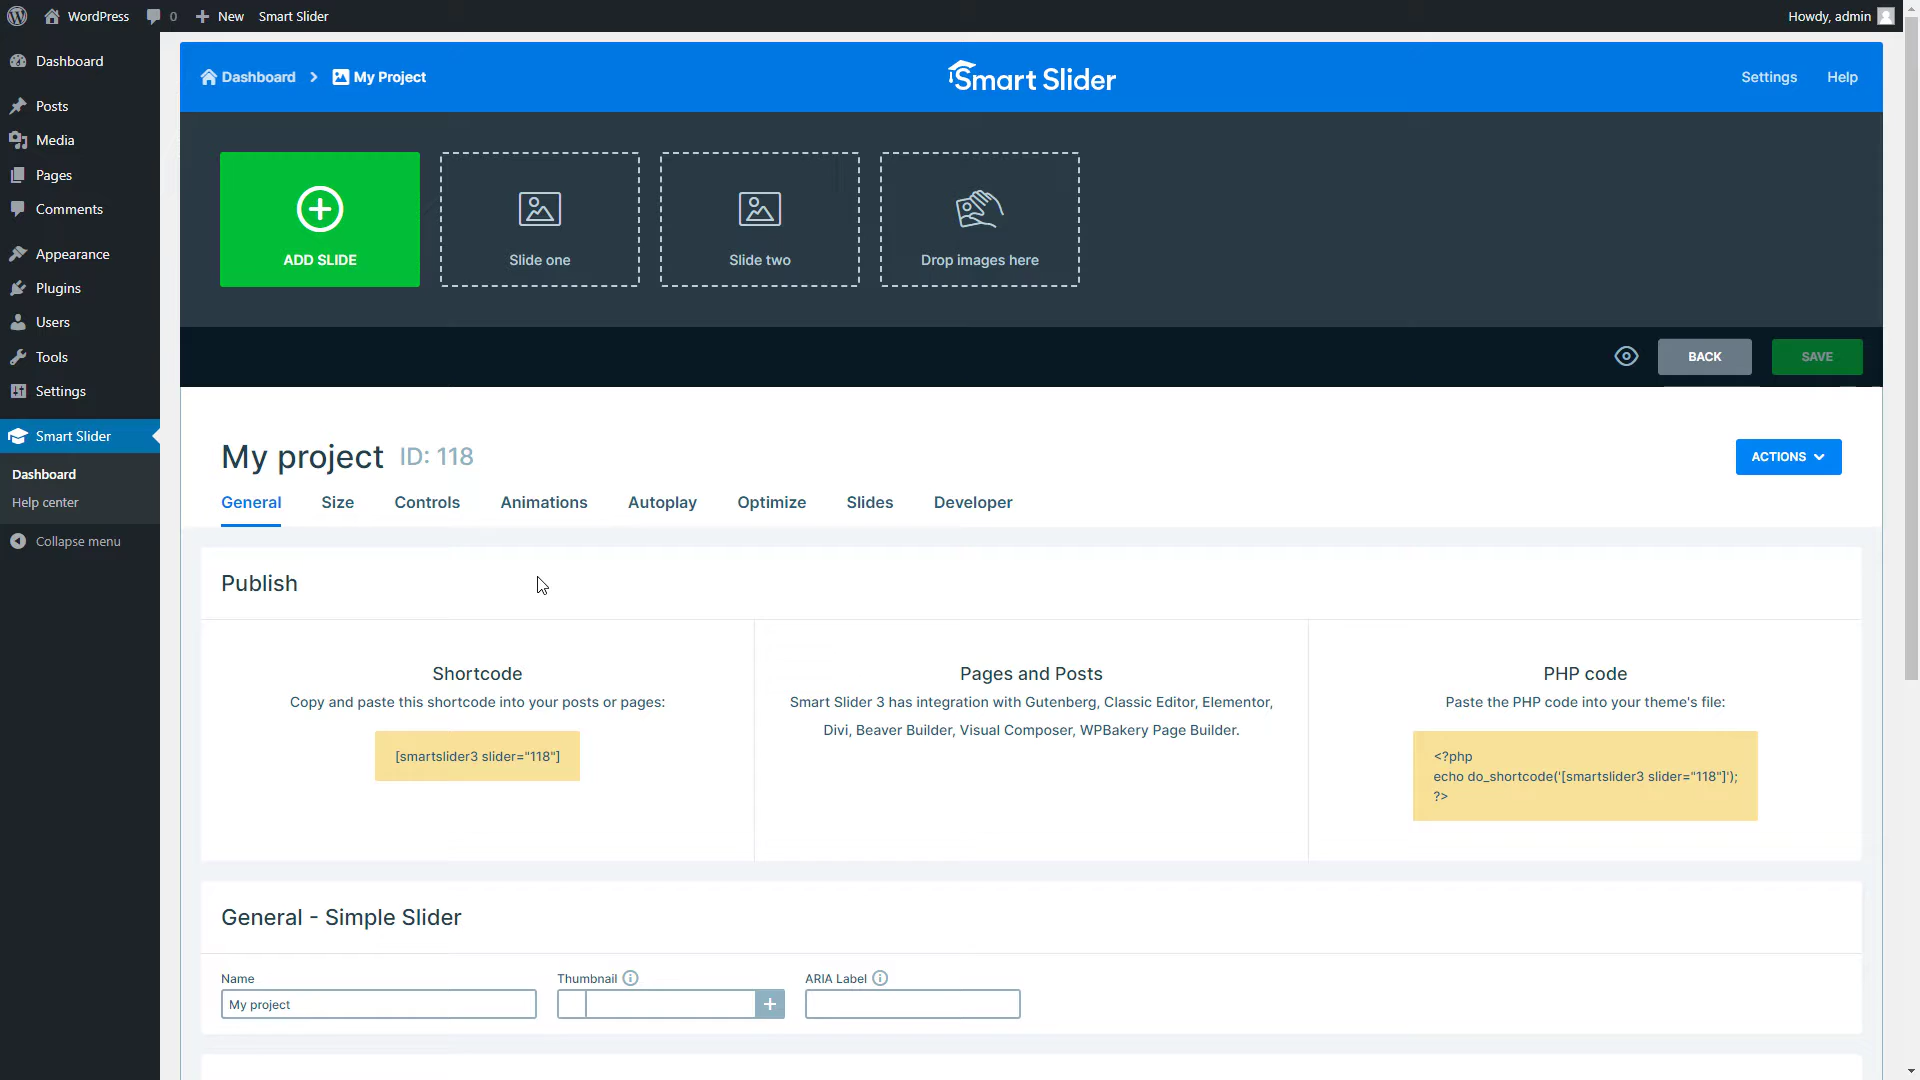 WordPress 0 New Smart Slider Howdy, admin
Dashboard
Posts
Media
Pages
Comments
Appearance
Plugins
Users
Tools
Settings
Smart Slider
Dashboard
Help center
Collapse menu
Dashboard My Project Smart Slider Settings Help
ADD SLIDE Slide one Slide two Drop images here
BACK SAVE
My project ID: 118 ACTIONS
General Size Controls Animations Autoplay Optimize Slides Developer
Publish
Shortcode
Copy and paste this shortcode into your posts or pages:
[smartslider3 slider="118"]
Pages and Posts
Smart Slider 3 has integration with Gutenberg, Classic Editor, Elementor,
Divi, Beaver Builder, Visual Composer, WPBakery Page Builder.
PHP code
Paste the PHP code into your theme's file:
<?php
echo do_shortcode('[smartslider3 slider="118"]');
?>
General - Simple Slider
Name Thumbnail ARIA Label
My project